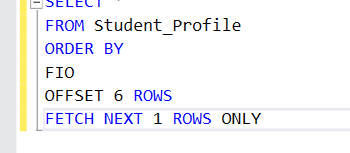 SELECT *
FROM Student_Profile
ORDER BY
FIO
OFFSET 6 ROWS
FETCH NEXT 1 ROWS ONLY